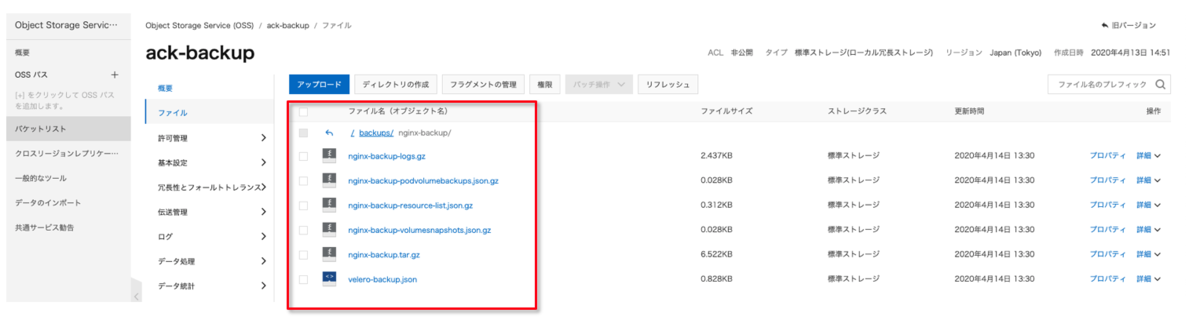 Object Storage Servic…
概要
OSS パス ＋
[+] をクリックして OSS パス
を追加します。
バケットリスト
クロスリージョンレプリケー…
一般的なツール
データのインポート
共通サービス勧告
Object Storage Service (OSS) / ack-backup / ファイル
旧バージョン
ack-backup
ACL 非公開 タイプ 標準ストレージ(ローカル冗長ストレージ) リージョン Japan (Tokyo) 作成日時 2020年4月13日 14:51
概要
ファイル
許可管理
基本設定
冗長性とフォールトトレランス
伝送管理
ログ
データ処理
データ統計
アップロード ディレクトリの作成 フラグメントの管理 権限 バッチ操作 リフレッシュ
ファイル名のプレフィック
ファイル名（オブジェクト名） ファイルサイズ ストレージクラス 更新時間 操作
/ backups/ nginx-backup/
nginx-backup-logs.gz 2.437KB 標準ストレージ 2020年4月14日 13:30 プロパティ 詳細
nginx-backup-podvolumebackups.json.gz 0.028KB 標準ストレージ 2020年4月14日 13:30 プロパティ 詳細
nginx-backup-resource-list.json.gz 0.312KB 標準ストレージ 2020年4月14日 13:30 プロパティ 詳細
nginx-backup-volumesnapshots.json.gz 0.028KB 標準ストレージ 2020年4月14日 13:30 プロパティ 詳細
nginx-backup.tar.gz 6.522KB 標準ストレージ 2020年4月14日 13:30 プロパティ 詳細
velero-backup.json 0.828KB 標準ストレージ 2020年4月14日 13:30 プロパティ 詳細